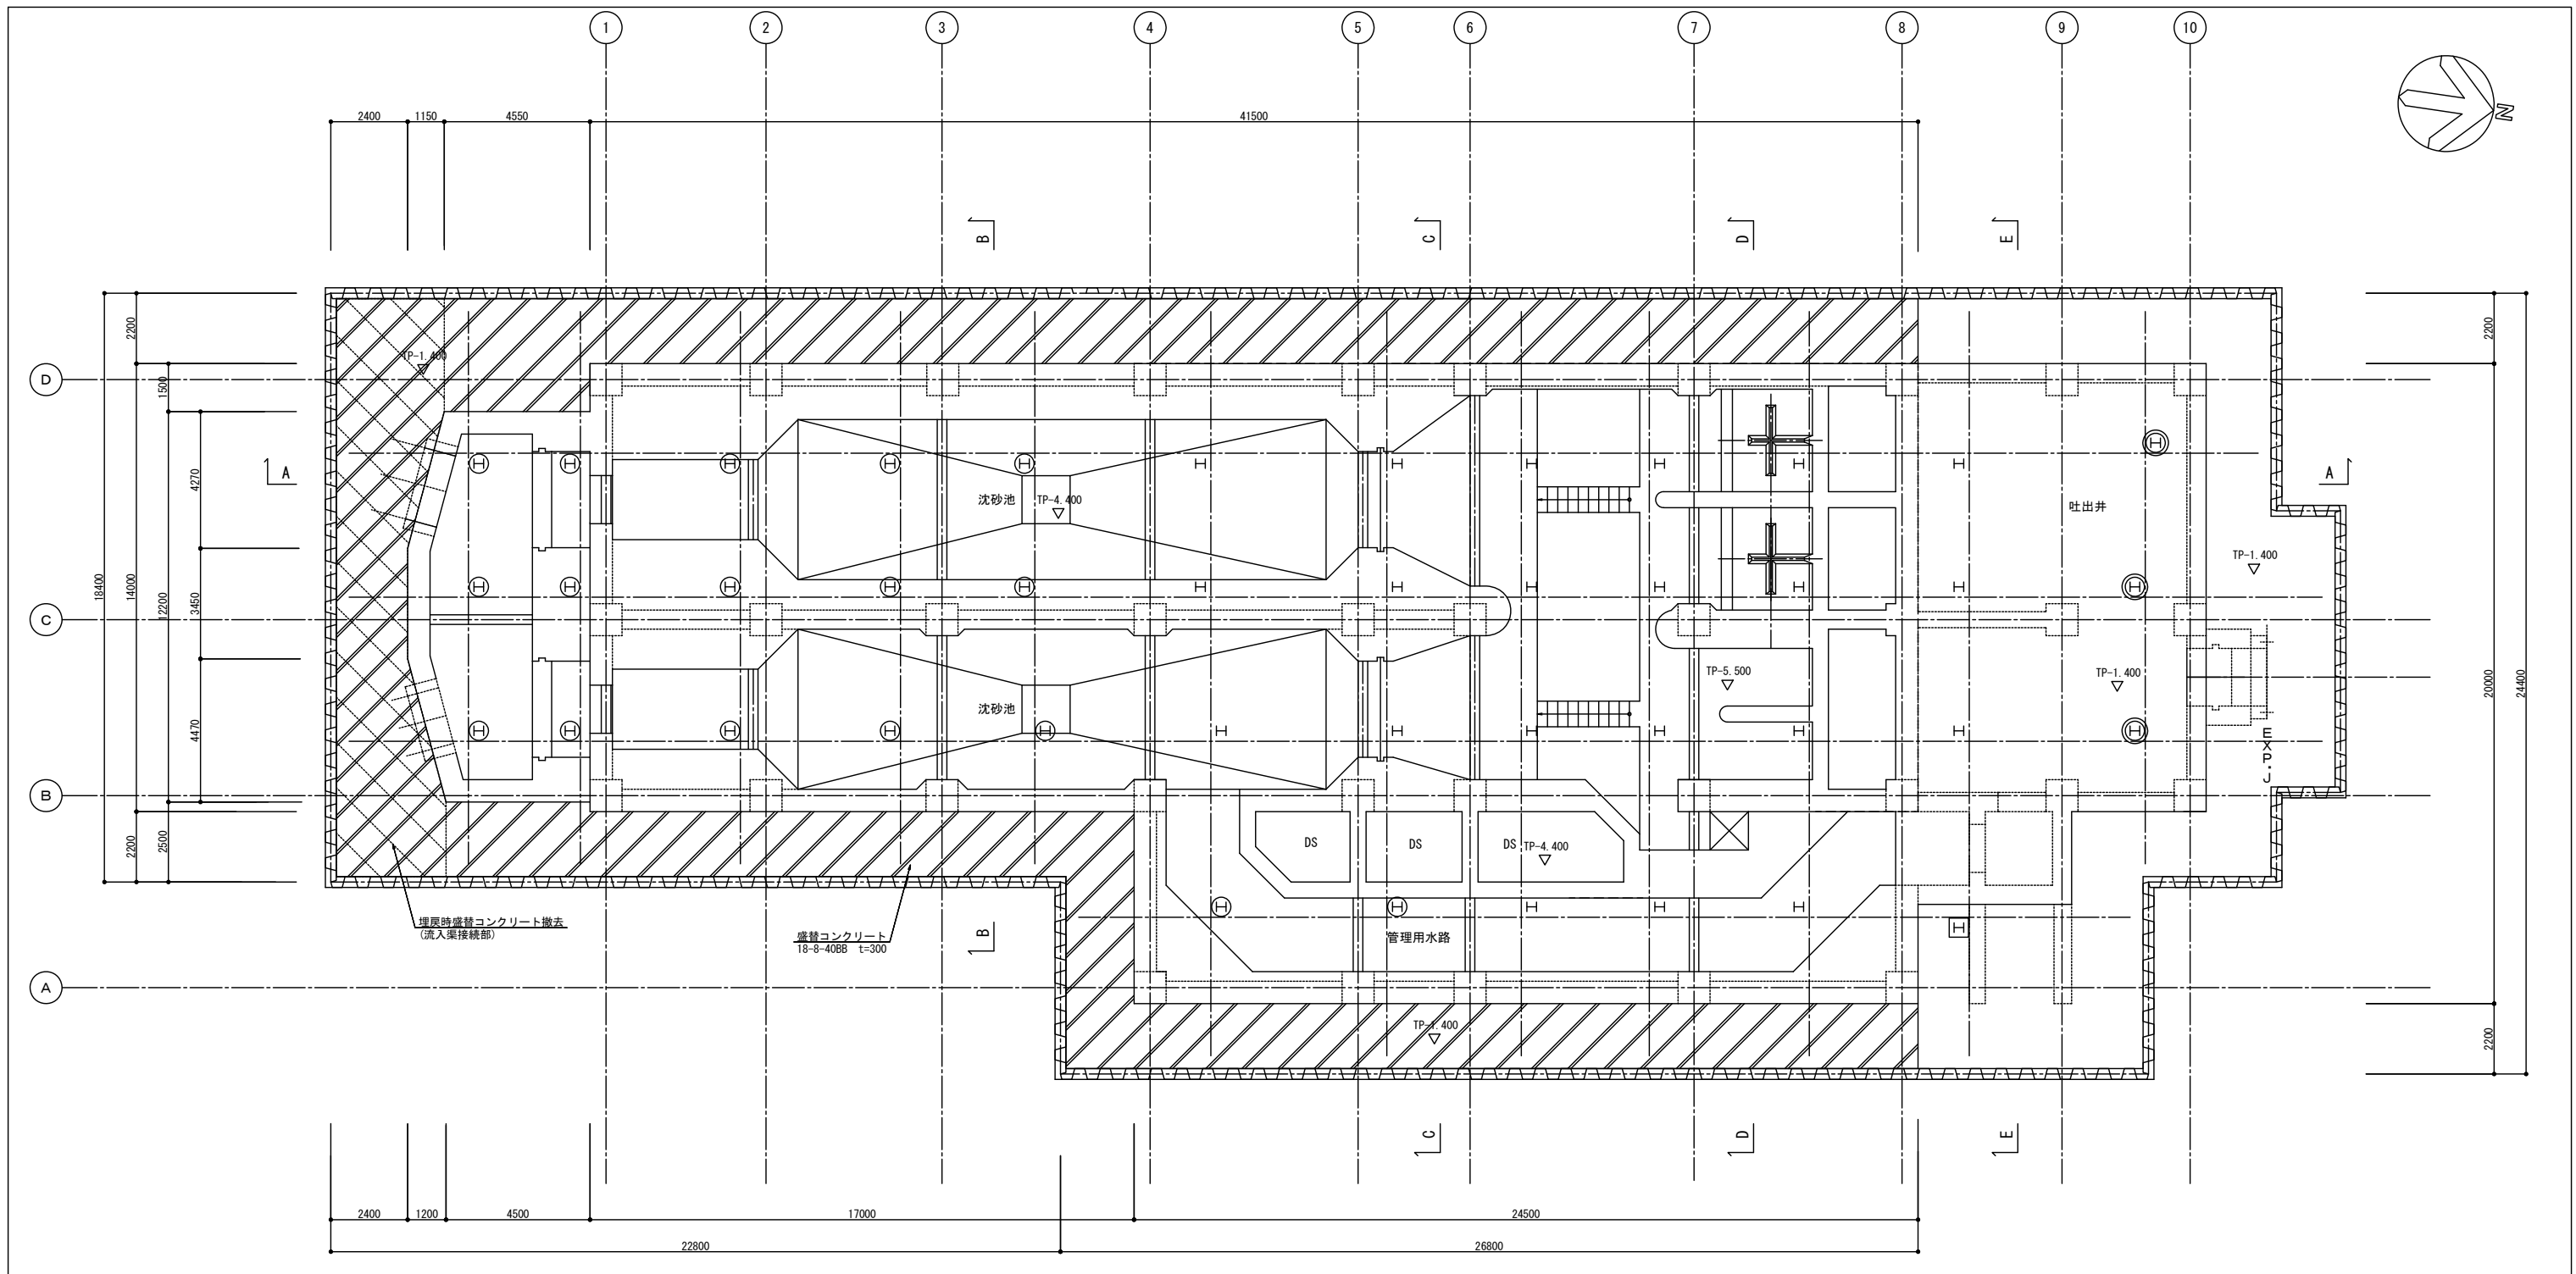 1 2 3 4 5 6 7 8 9 10
N
2400 1150 4550 41500
B C D E
2200
2200
TP-1.400
D
1500
A
4270
沈砂池 TP-4.400
吐出井
A
TP-1.400
18400 14000 12200 3450
C
TP-5.500
TP-1.400
20000 24400
4470
沈砂池
EXP.J
B
2200 2500
DS DS DS TP-4.400
埋戻時盛替コンクリート撤去
(流入渠接続部)
盛替コンクリート
18-8-40BB t=300
B
管理用水路
A
TP-1.400
2200
C D E
2400 1200 4500 17000 24500
22800 26800